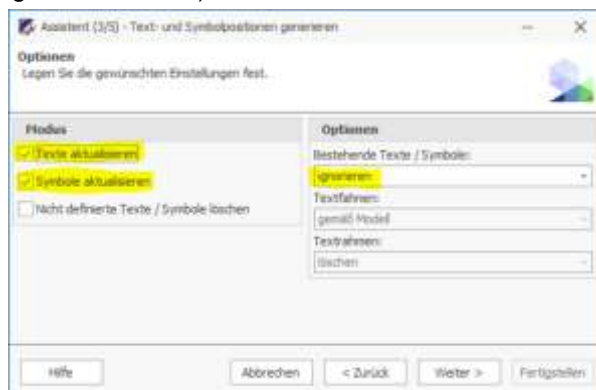 Assistent (3/5) - Text- und Symbolpositionen generieren
Optionen
Legen Sie die gewünschten Einstellungen fest.
Modus
Texte aktualisieren
Symbole aktualisieren
Nicht definierte Texte / Symbole löschen
Optionen
Bestehende Texte / Symbole:
ignorieren
Textfahnen:
gemäß Modell
Textrahmen:
löschen
Hilfe
Abbrechen
< Zurück
Weiter >
Fertigstellen